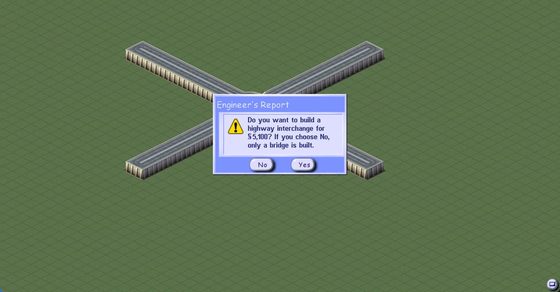 Engineer's Report
Do you want to build a
highway interchange for
§5,100? If you choose No,
only a bridge is built.
No
Yes